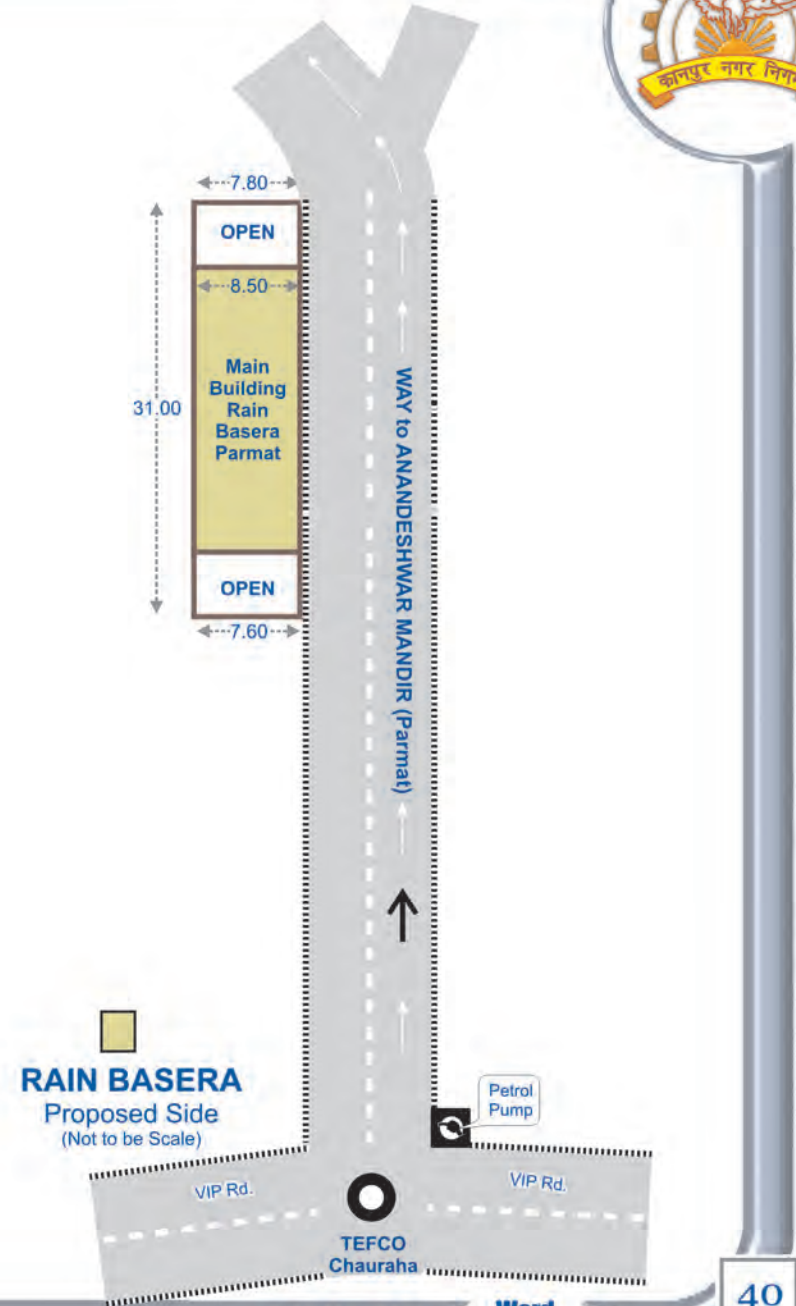 कानपुर नगर
7.80
OPEN
8.50
31.00
Main
Building
Rain
Basera
Parmat
WAY to ANANDESHWAR MANDIR (Parmat)
OPEN
7.60
RAIN BASERA
Proposed Side
(Not to be Scale)
Petrol
Pump
VIP Rd.
VIP Rd.
TEFCO
Chauraha
Ward
40